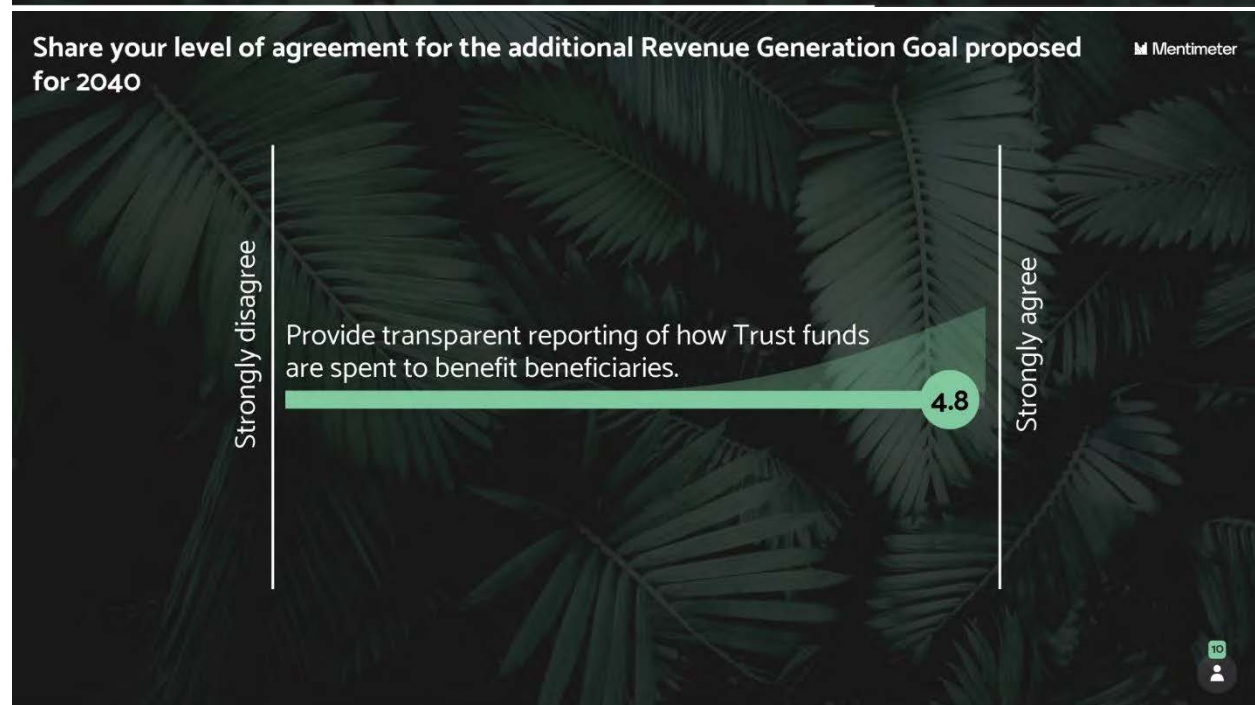 Share your level of agreement for the additional Revenue Generation Goal proposed
for 2040
Mentimeter
Strongly disagree
Provide transparent reporting of how Trust funds
are spent to benefit beneficiaries.
4.8
Strongly agree
10